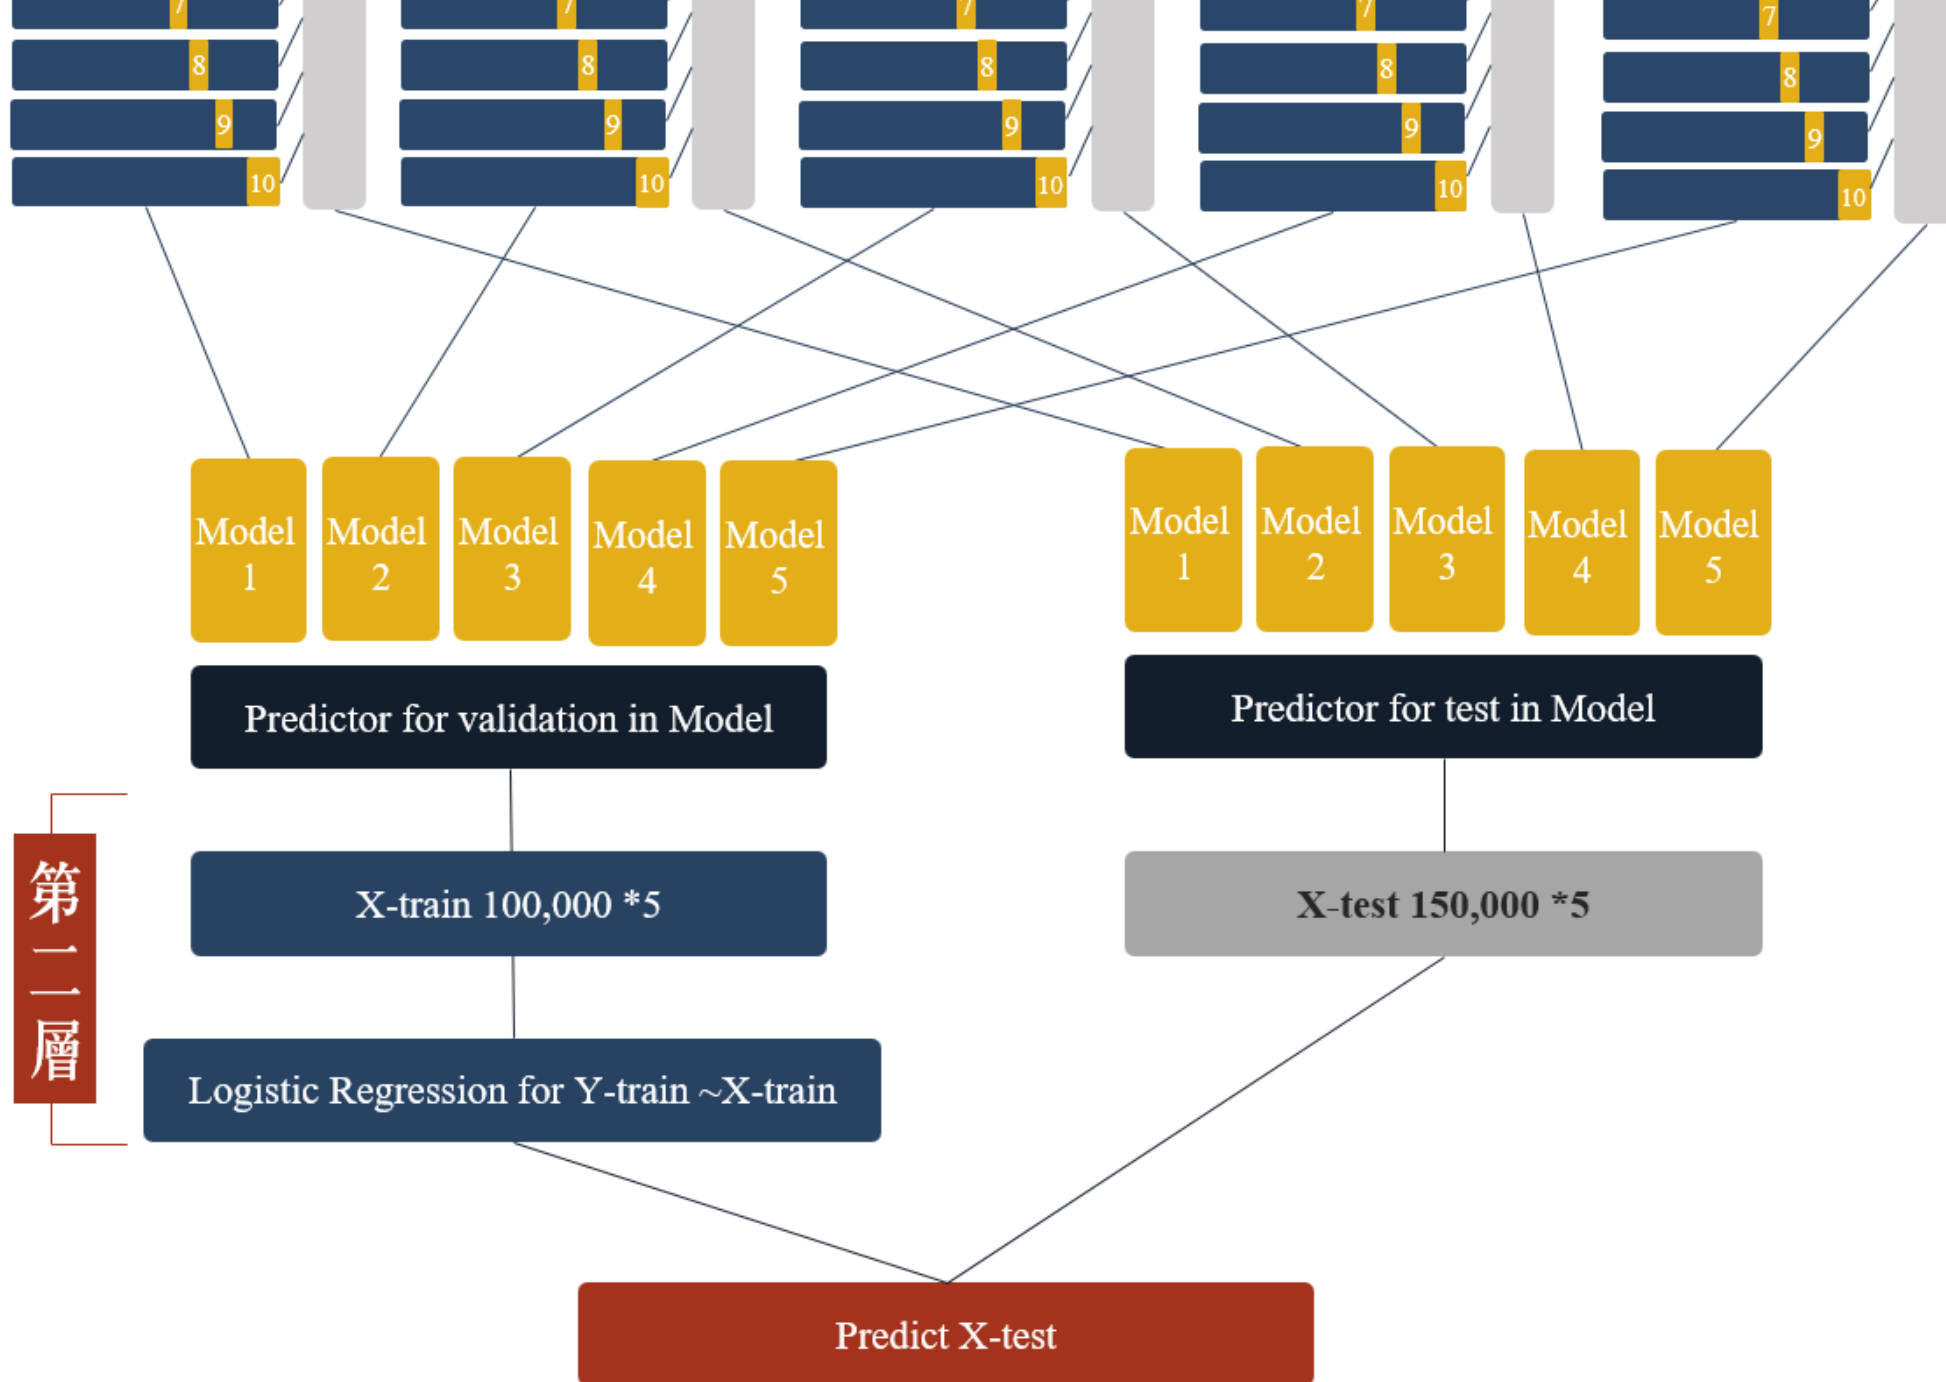 7 7 7 7 7
8 8 8 8 8
9 9 9 9 9
10 10 10 10 10
Model 1
Model 2
Model 3
Model 4
Model 5
Model 1
Model 2
Model 3
Model 4
Model 5
Predictor for validation in Model
Predictor for test in Model
第二層
X-train 100,000 *5
X-test 150,000 *5
Logistic Regression for Y-train ~X-train
Predict X-test